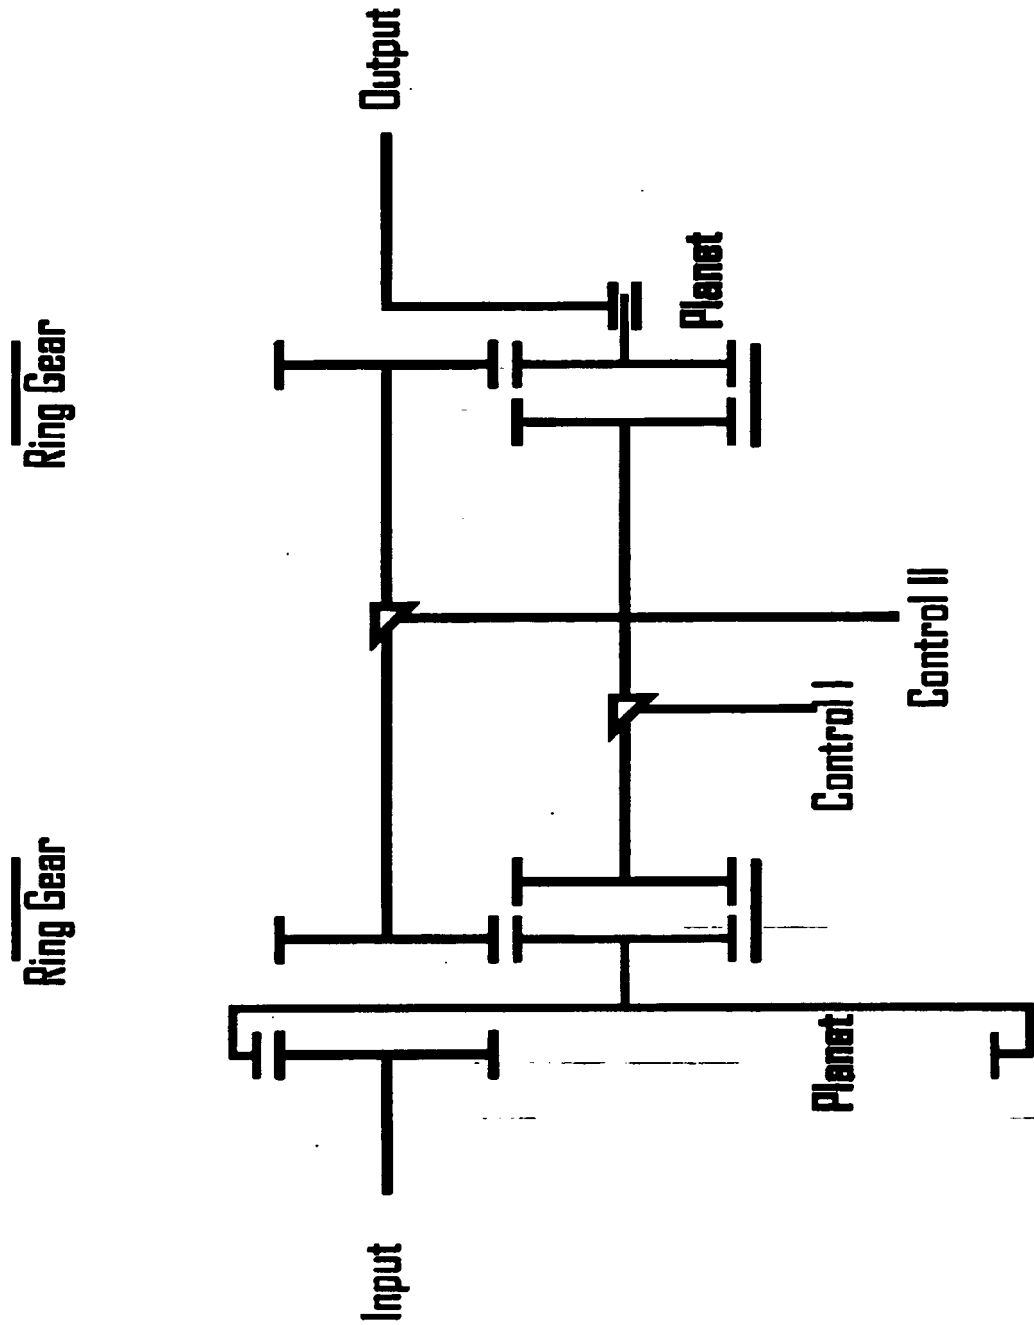 Ring Gear
Ring Gear
Input
Output
Planet
Planet
Control I
Control II